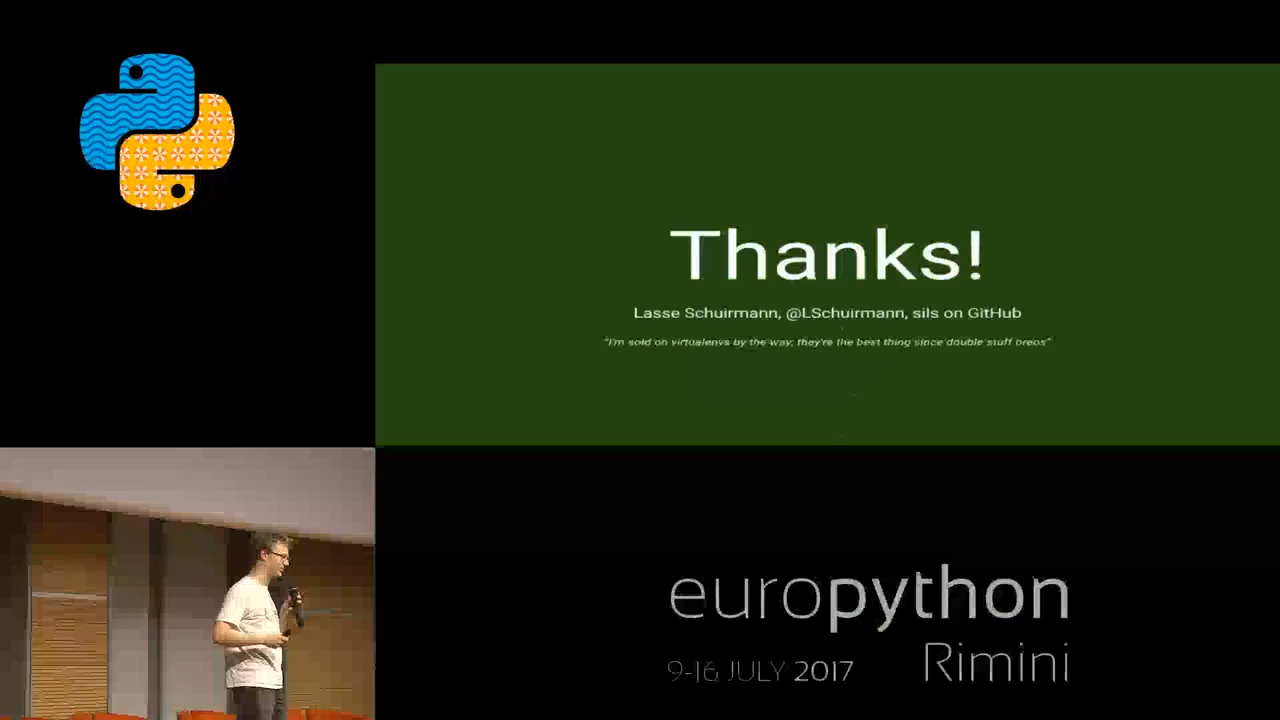 Thanks!
Lasse Schuirmann, @LSchuirmann, sils on GitHub
"I'm sold on virtualenvs by the way; they're the best thing since double stuff oreos"
europython
Rimini
9-16 JULY 2017